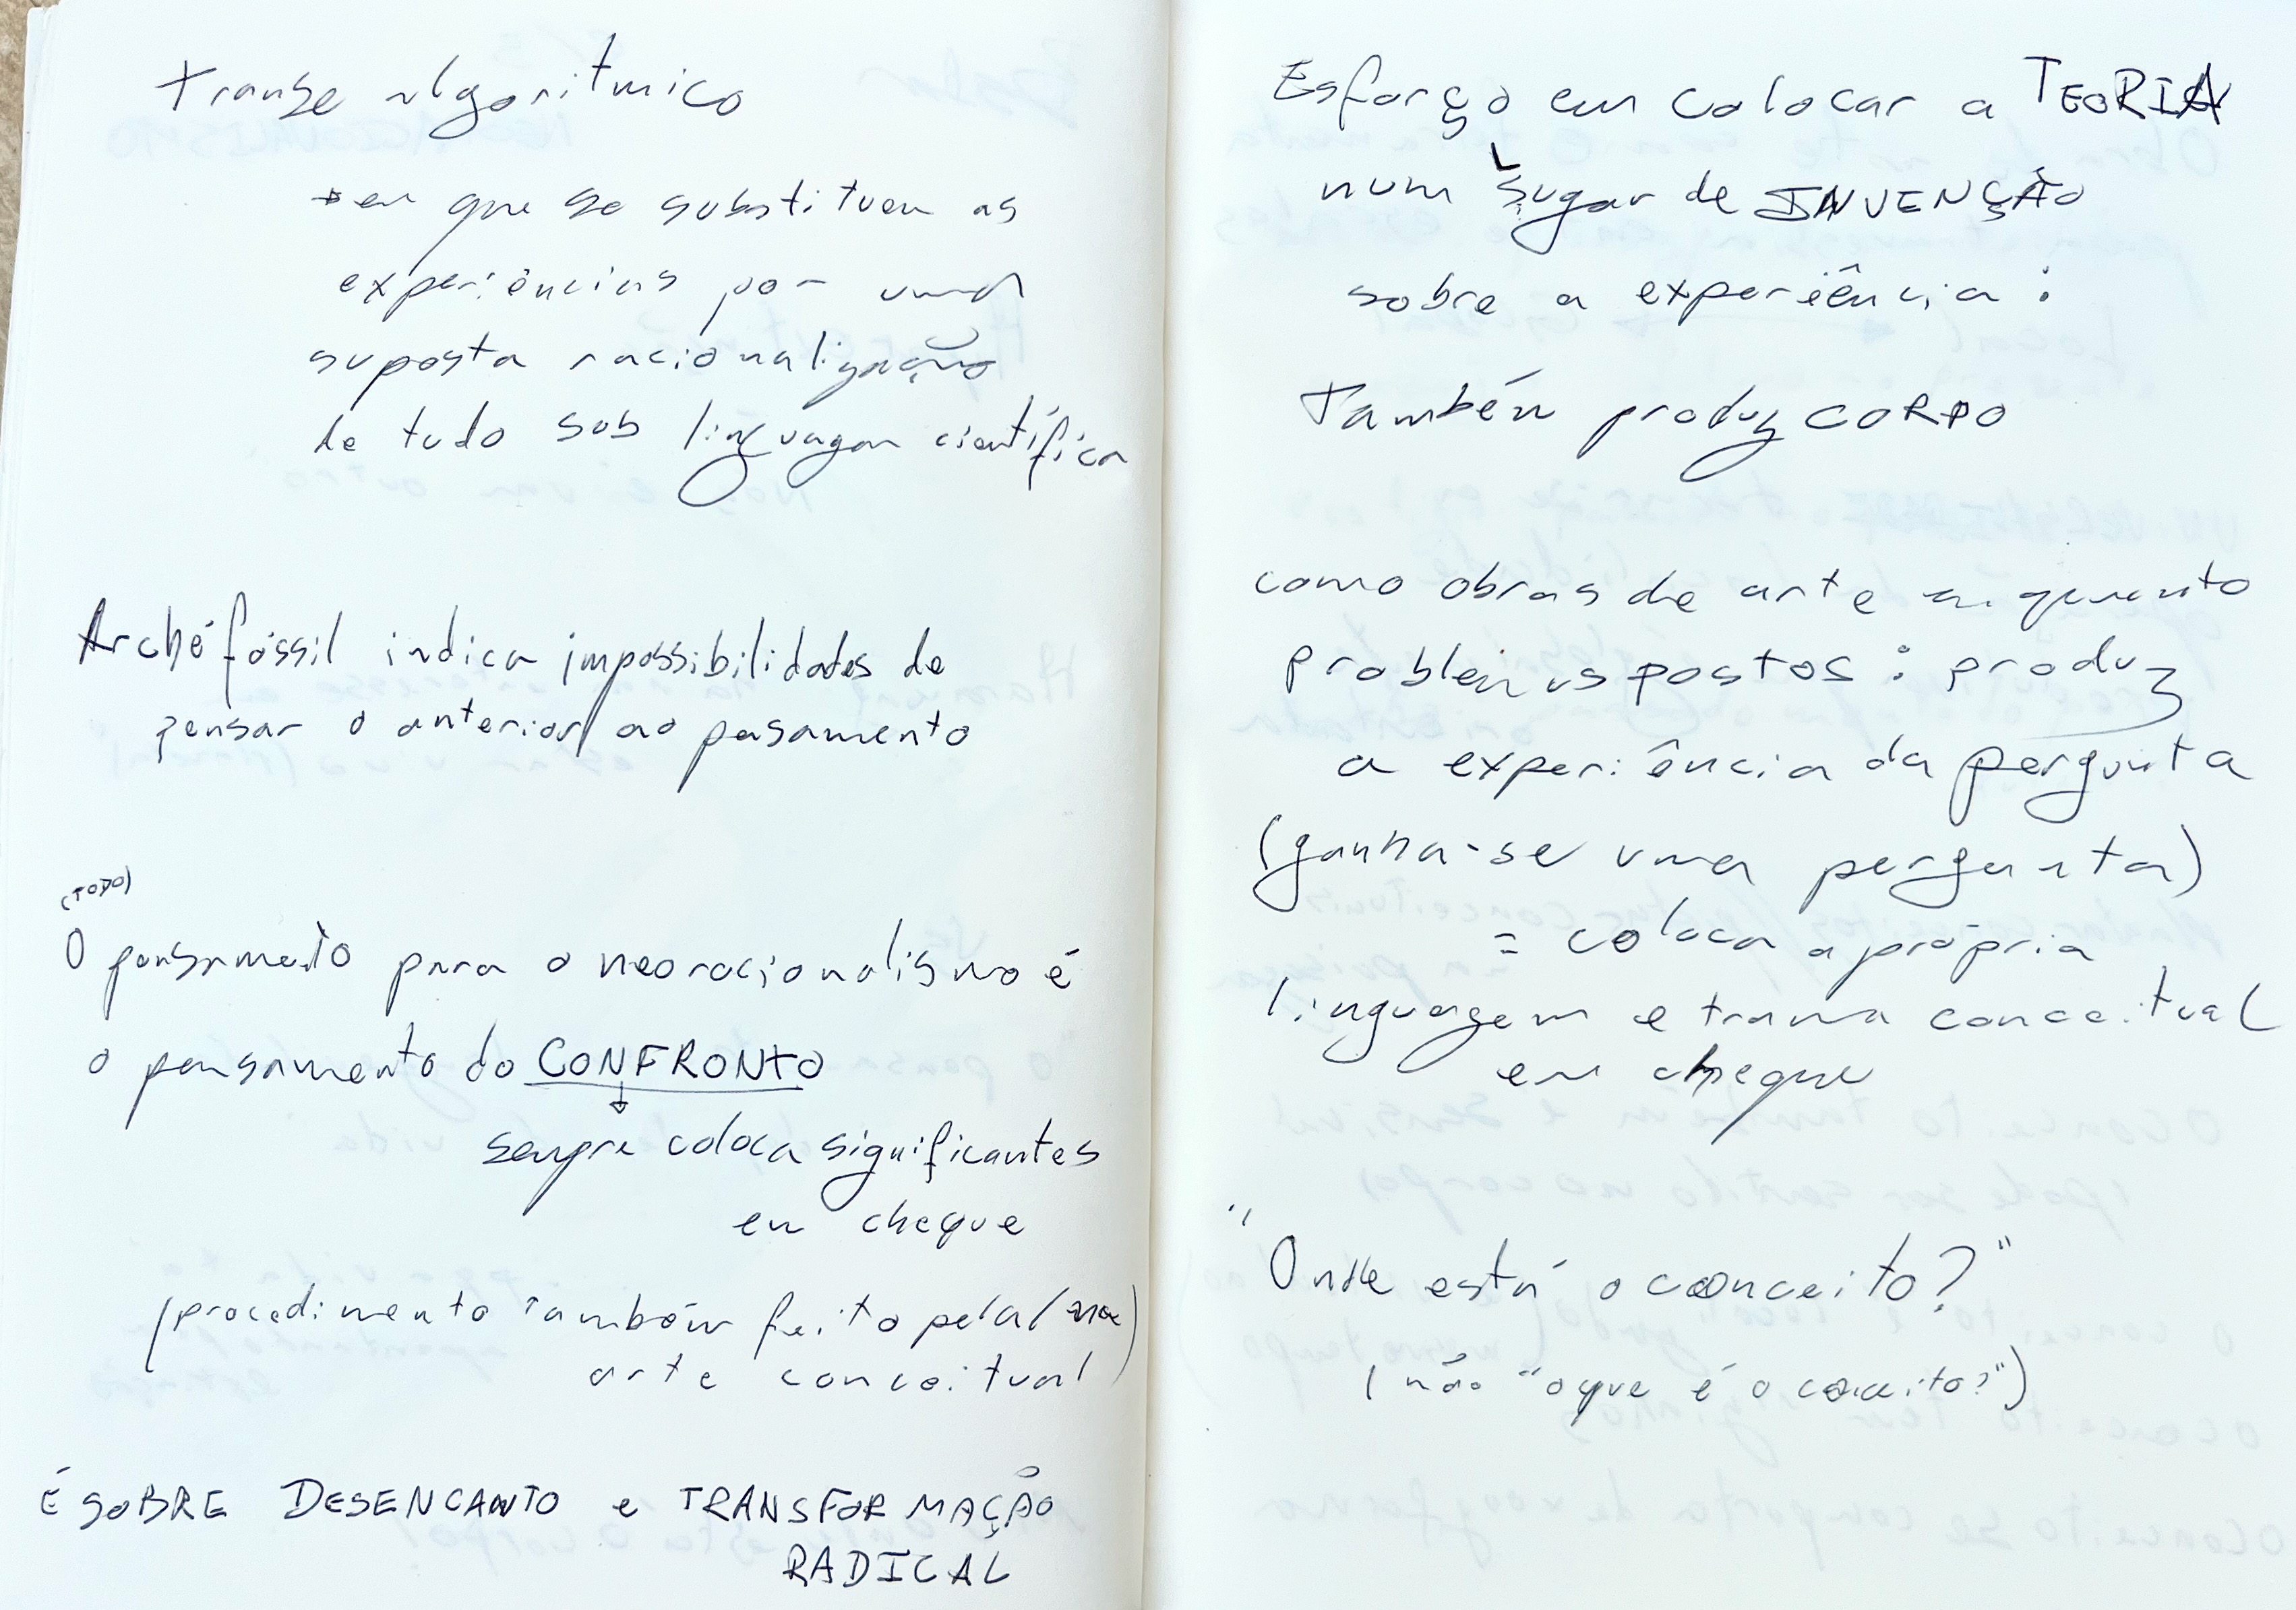 transe algorítmico
em que se substituem as
experiências por uma
suposta racionalização
de tudo sob linguagem científica
Arché fóssil indica impossibilidades de
pensar o anterior ao pensamento
(TODO)
O pensamento para o neoracionalismo é
o pensamento do CONFRONTO
↓
sempre coloca significantes
em cheque
(procedimento também feito pela/na)
arte conceitual
É SOBRE DESENCANTO e TRANSFORMAÇÃO
RADICAL
Esforço em colocar a TEORIA
num lugar de INVENÇÃO
sobre a experiência:
Também produz CORPO
como obras de arte enquanto
problemas postos: produz
a experiência da pergunta
(ganha-se uma pergunta)
= coloca a própria
linguagem e trama conceitual
em cheque
"Onde está o conceito?"
(não "o que é o conceito?")